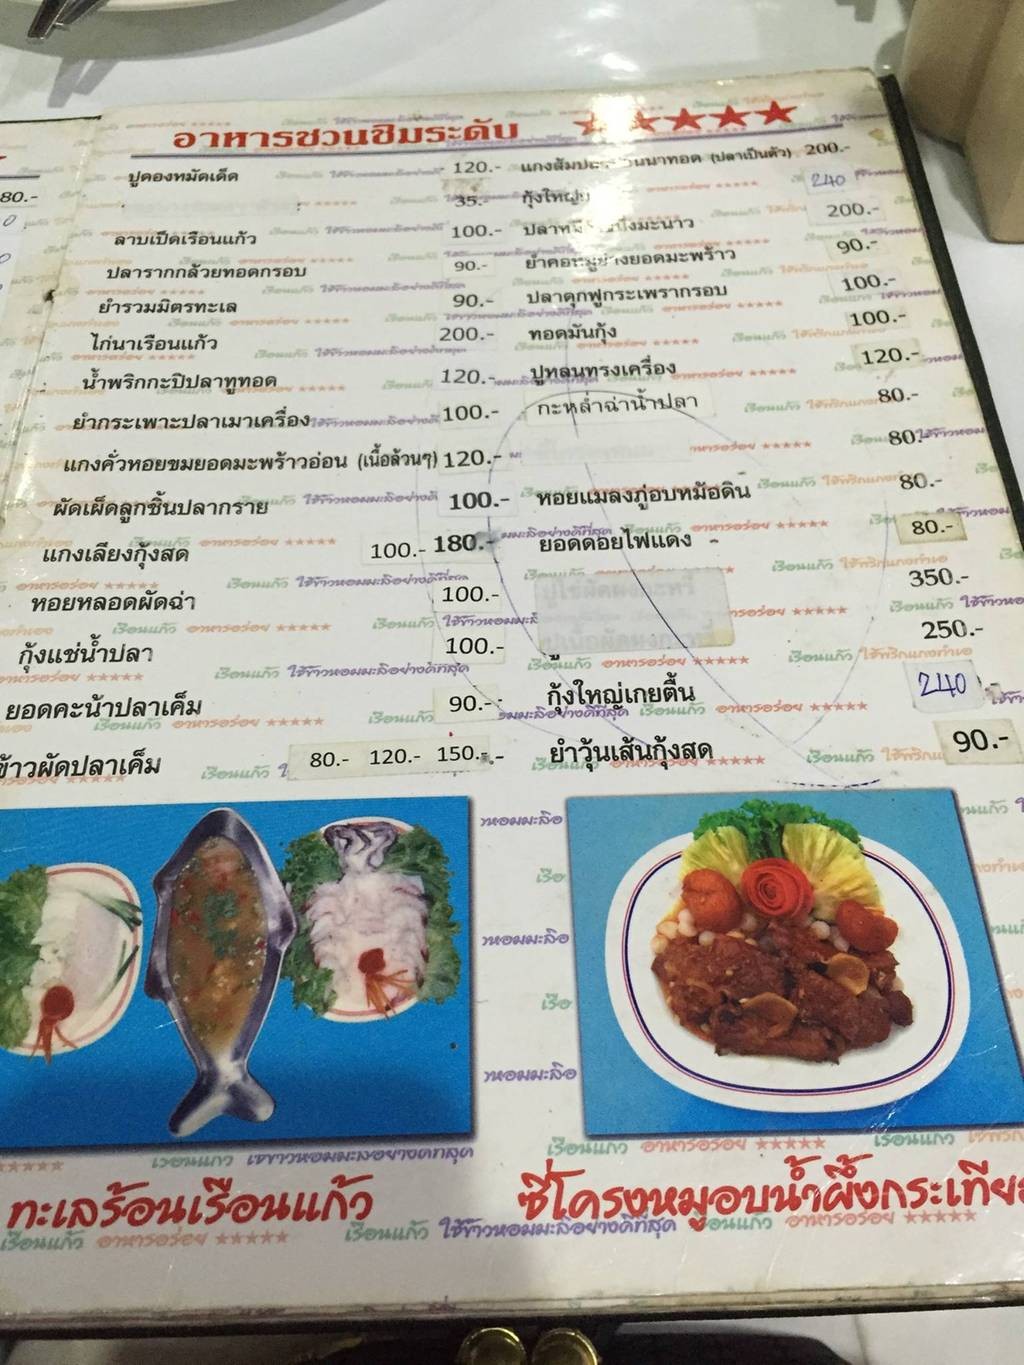 อาหารชวนชิมระดับ ★★★★★
80.-
ปูดองหมัดเด็ด 120.-
35.-
ลาบเป็ดเรือนแก้ว 100.-
ปลารากกล้วยทอดกรอบ 90.-
ยำรวมมิตรทะเล 90.-
ไก่นาเรือนแก้ว 200.-
น้ำพริกกะปิปลาทูทอด 120.-
ยำกระเพาะปลาเมาเครื่อง 100.-
แกงคั่วหอยขมยอดมะพร้าวอ่อน (เนื้อล้วนๆ) 120.-
ผัดเผ็ดลูกชิ้นปลากราย 100.-
แกงเลียงกุ้งสด 100.- 180.-
หอยหลอดผัดฉ่า 100.-
กุ้งแช่น้ำปลา 100.-
ยอดคะน้าปลาเค็ม 90.-
ข้าวผัดปลาเค็ม 80.- 120.- 150.-
แกงส้ม (ปลาเป็นตัว) 200.-
กุ้งใหญ่ 240
มะนาว 200.-
ยำคอหมูย่างยอดมะพร้าว 90.-
ปลาดุกฟูกระเพรากรอบ 100.-
ทอดมันกุ้ง 100.-
ปูหลนทรงเครื่อง 120.-
กะหล่ำฉ่าน้ำปลา 80.-
80.-
หอยแมลงภู่อบหม้อดิน 80.-
ยอดดอยไฟแดง 80.-
350.-
250.-
กุ้งใหญ่เกยตื้น 240
ยำวุ้นเส้นกุ้งสด 90.-
ทะเลร้อนเรือนแก้ว
ซี่โครงหมูอบน้ำผึ้งกระเทีย
เรือนแก้ว อาหารอร่อย ★★★★★ เรือนแก้ว ใช้ข้าวหอมมะลิอย่างดีที่สุด เรือนแก้ว อาหารอร่อย ★★★★★